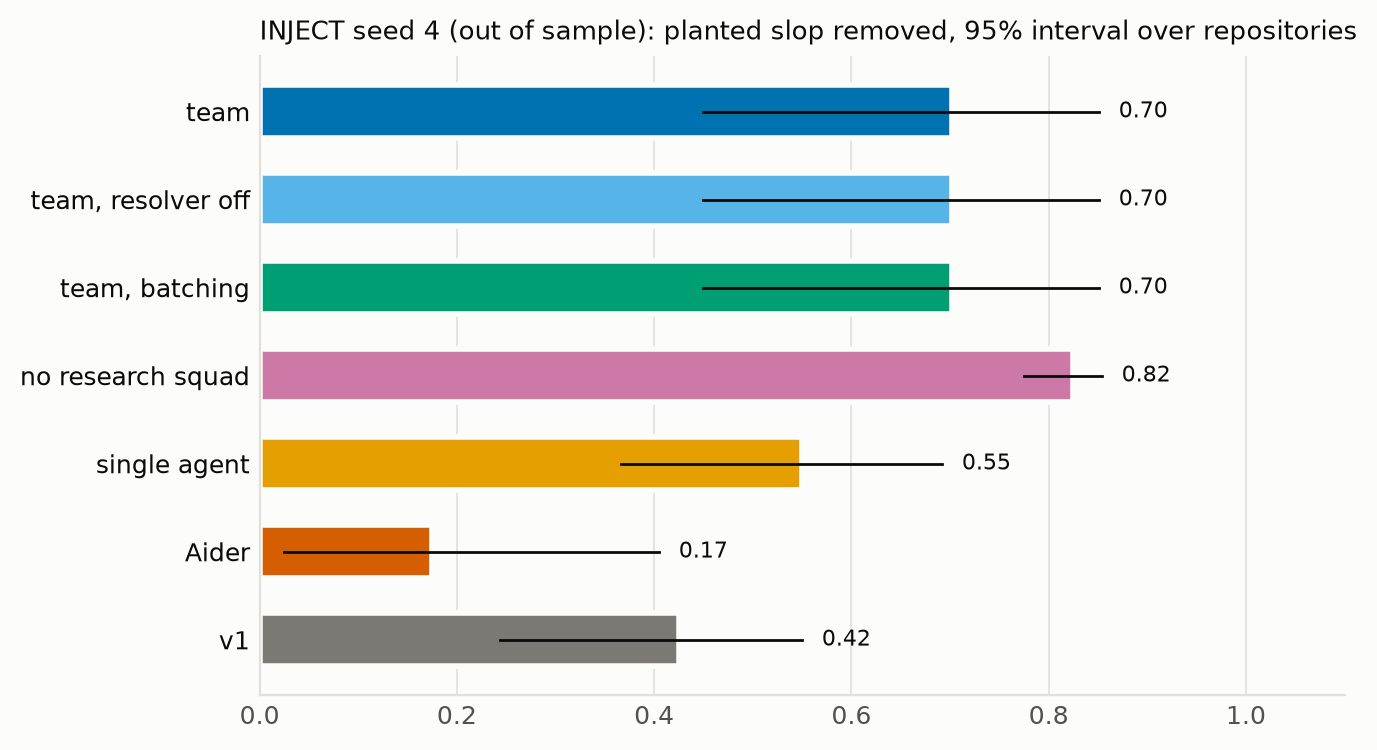 INJECT seed 4 (out of sample): planted slop removed, 95% interval over repositories
team
0.70
team, resolver off
0.70
team, batching
0.70
no research squad
0.82
single agent
0.55
Aider
0.17
v1
0.42
0.0 0.2 0.4 0.6 0.8 1.0